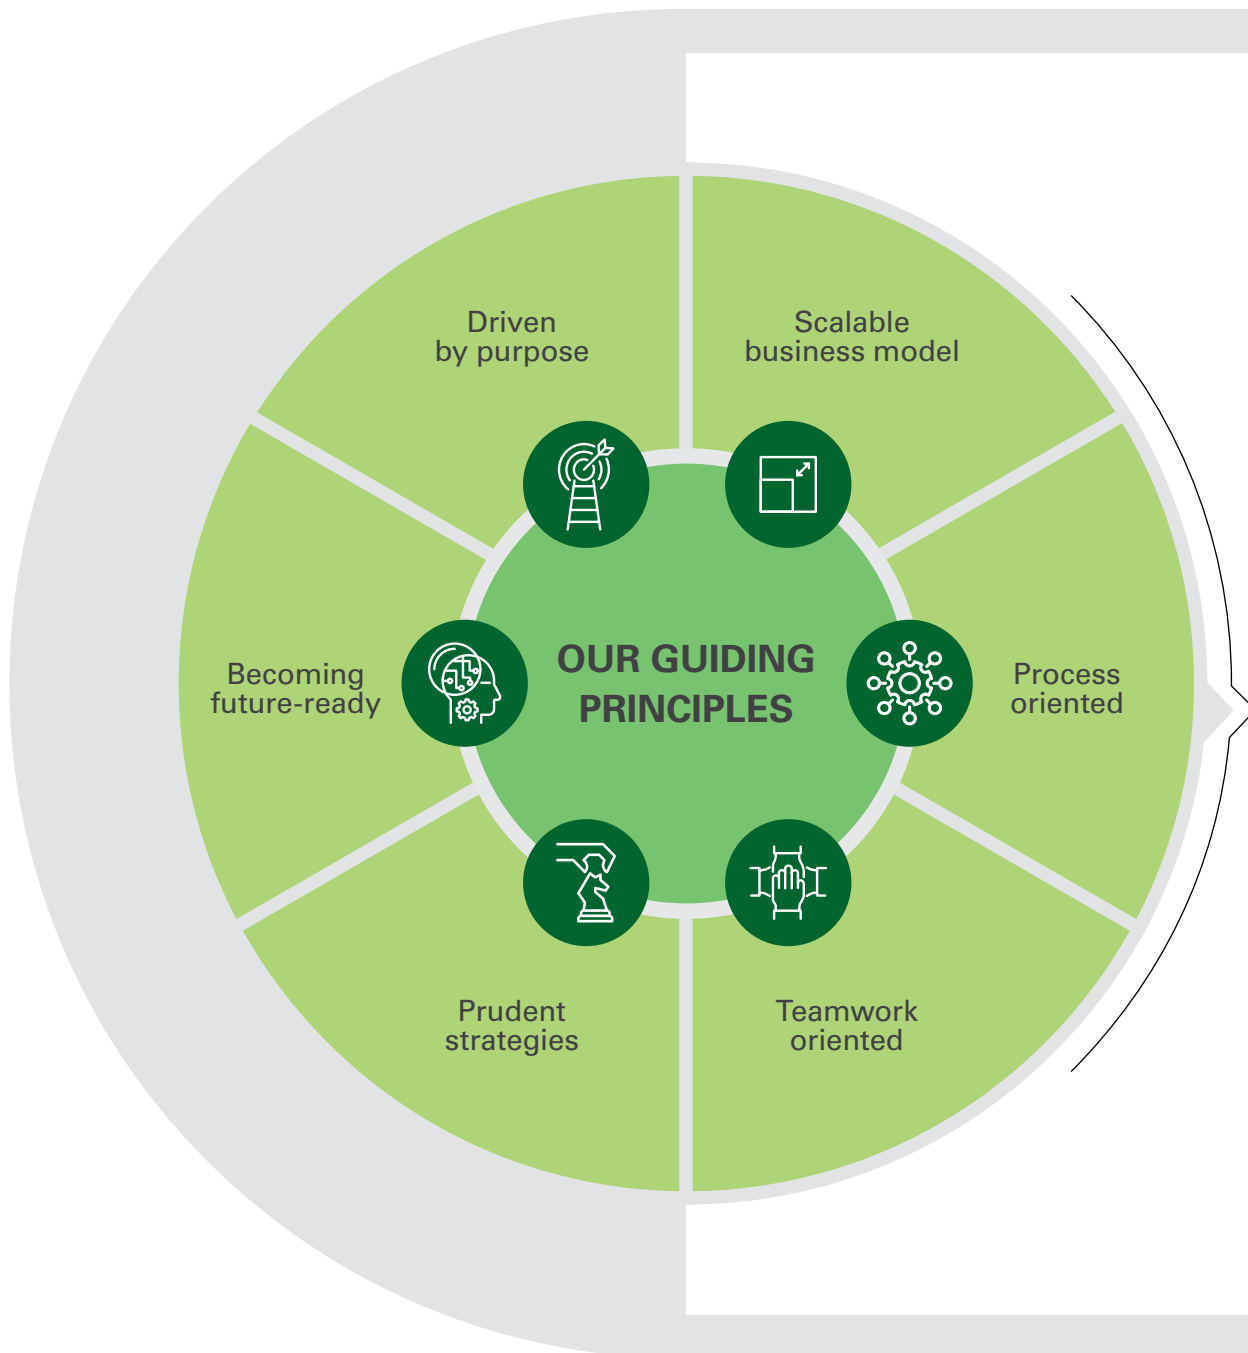 Driven
by purpose
Scalable
business model
Becoming
future-ready
OUR GUIDING
PRINCIPLES
Process
oriented
Prudent
strategies
Teamwork
oriented